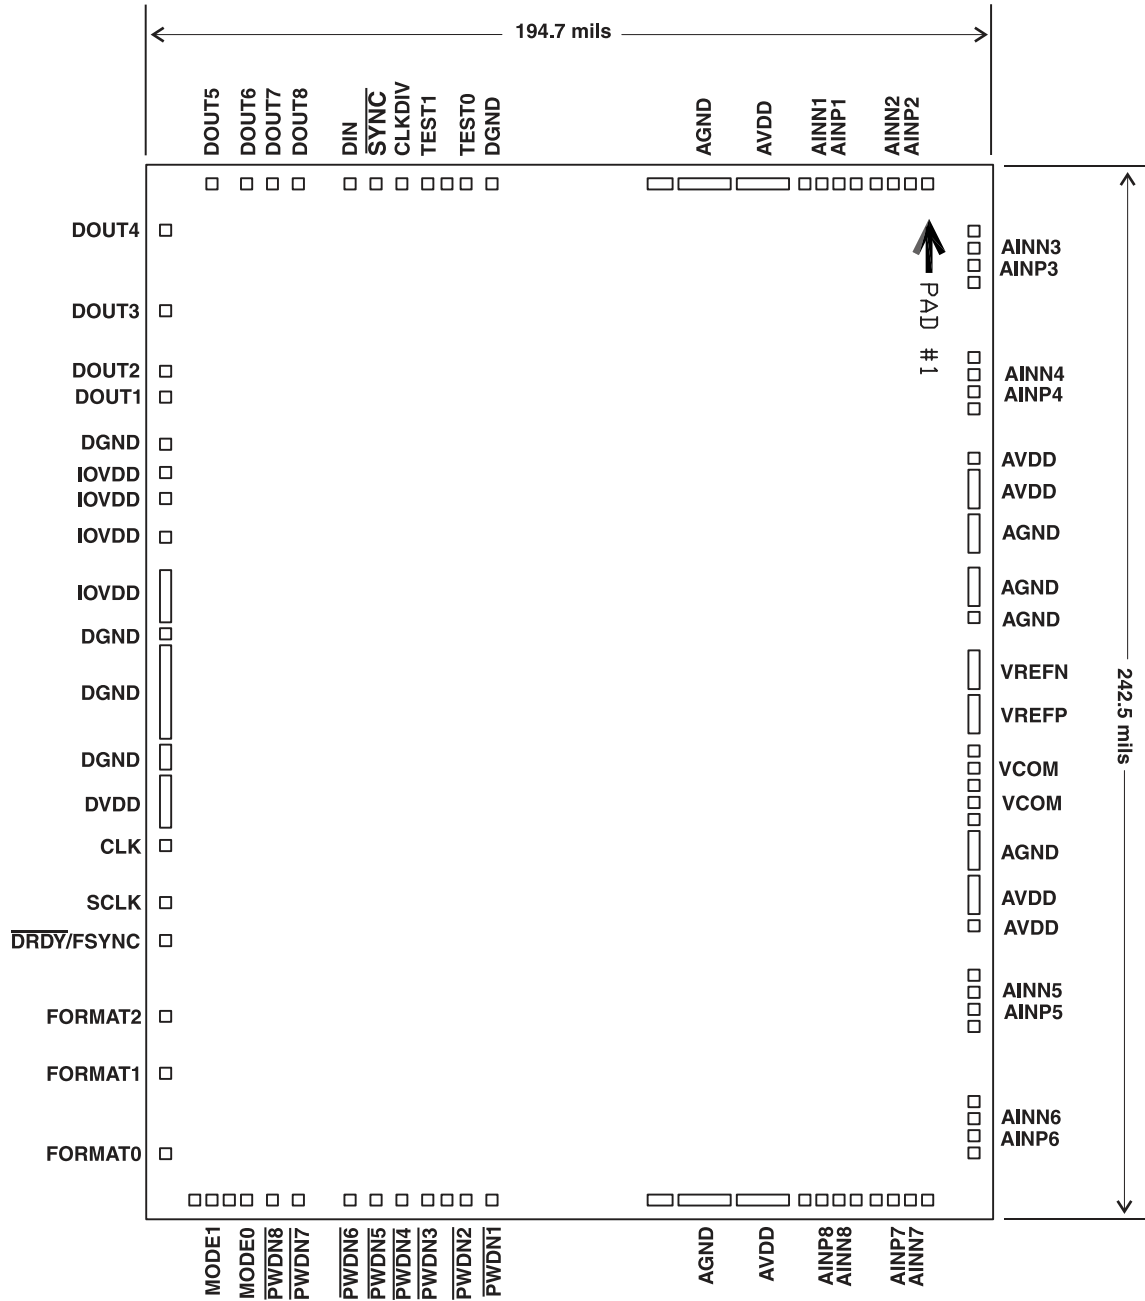 194.7 mils
DOUT5
DOUT6
DOUT7
DOUT8
DIN
SYNC
CLKDIV
TEST1
TEST0
DGND
AGND
AVDD
AINN1
AINP1
AINN2
AINP2
DOUT4
DOUT3
DOUT2
DOUT1
DGND
IOVDD
IOVDD
IOVDD
IOVDD
DGND
DGND
DGND
DVDD
CLK
SCLK
DRDY/FSYNC
FORMAT2
FORMAT1
FORMAT0
PAD #1
AINN3
AINP3
AINN4
AINP4
AVDD
AVDD
AGND
AGND
AGND
VREFN
VREFP
VCOM
VCOM
AGND
AVDD
AVDD
AINN5
AINP5
AINN6
AINP6
242.5 mils
MODE1
MODE0
PWDN8
PWDN7
PWDN6
PWDN5
PWDN4
PWDN3
PWDN2
PWDN1
AGND
AVDD
AINP8
AINN8
AINP7
AINN7